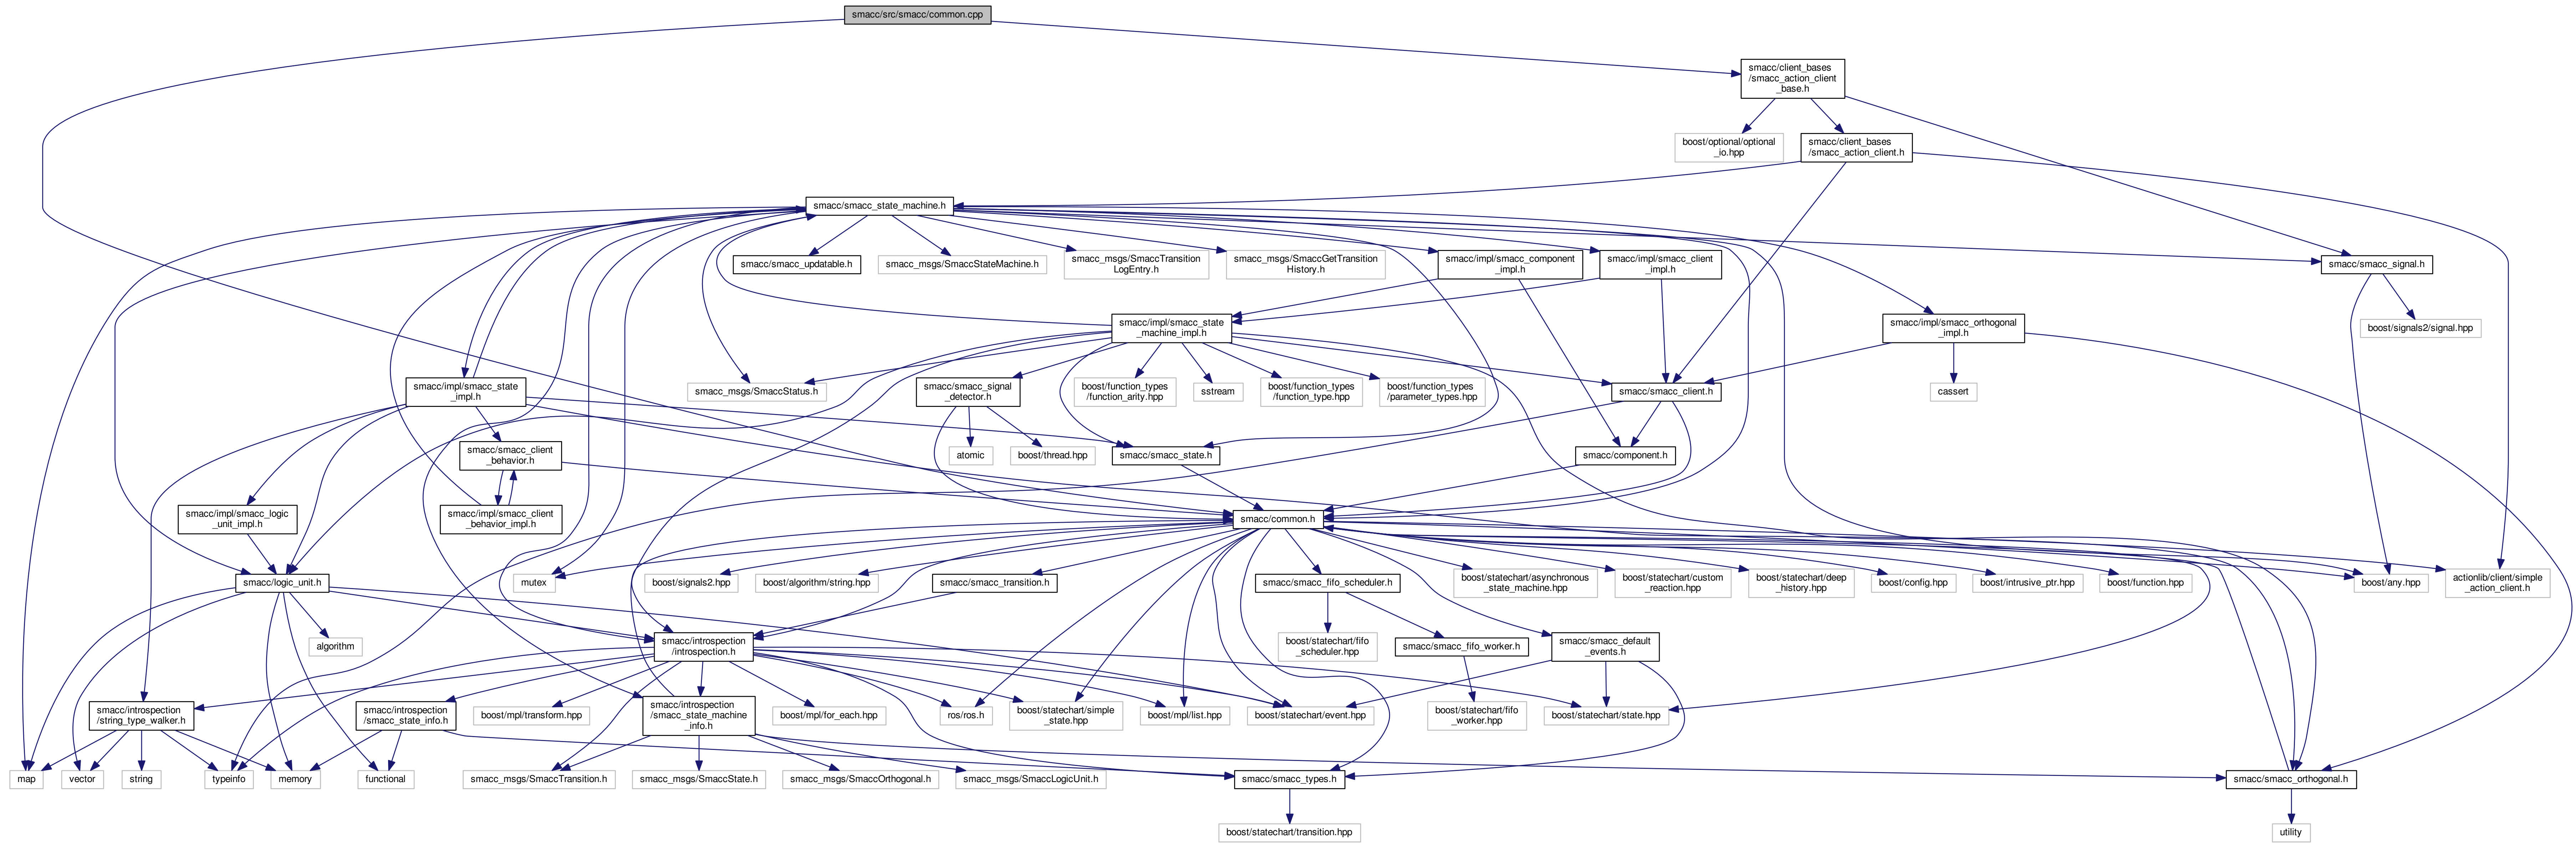 smacc/src/smacc/common.cpp
smacc/client_bases
/smacc_action_client
_base.h
boost/optional/optional
_io.hpp
smacc/client_bases
/smacc_action_client.h
smacc/smacc_state_machine.h
smacc/smacc_updatable.h
smacc_msgs/SmaccStateMachine.h
smacc_msgs/SmaccTransition
LogEntry.h
smacc_msgs/SmaccGetTransition
History.h
smacc/impl/smacc_component
_impl.h
smacc/impl/smacc_client
_impl.h
smacc/smacc_signal.h
smacc/impl/smacc_state
_machine_impl.h
smacc/impl/smacc_orthogonal
_impl.h
boost/signals2/signal.hpp
smacc/impl/smacc_state
_impl.h
smacc_msgs/SmaccStatus.h
smacc/smacc_signal
_detector.h
boost/function_types
/function_arity.hpp
sstream
boost/function_types
/function_type.hpp
boost/function_types
/parameter_types.hpp
smacc/smacc_client.h
cassert
smacc/smacc_client
_behavior.h
atomic
boost/thread.hpp
smacc/smacc_state.h
smacc/component.h
smacc/impl/smacc_logic
_unit_impl.h
smacc/impl/smacc_client
_behavior_impl.h
smacc/common.h
smacc/logic_unit.h
mutex
boost/signals2.hpp
boost/algorithm/string.hpp
smacc/smacc_transition.h
smacc/smacc_fifo_scheduler.h
boost/statechart/asynchronous
_state_machine.hpp
boost/statechart/custom
_reaction.hpp
boost/statechart/deep
_history.hpp
boost/config.hpp
boost/intrusive_ptr.hpp
boost/function.hpp
boost/any.hpp
actionlib/client/simple
_action_client.h
algorithm
smacc/introspection
/introspection.h
boost/statechart/fifo
_scheduler.hpp
smacc/smacc_fifo_worker.h
smacc/smacc_default
_events.h
smacc/introspection
/string_type_walker.h
smacc/introspection
/smacc_state_info.h
boost/mpl/transform.hpp
smacc/introspection
/smacc_state_machine
_info.h
boost/mpl/for_each.hpp
ros/ros.h
boost/statechart/simple
_state.hpp
boost/mpl/list.hpp
boost/statechart/event.hpp
boost/statechart/fifo
_worker.hpp
boost/statechart/state.hpp
map
vector
string
typeinfo
memory
functional
smacc_msgs/SmaccTransition.h
smacc_msgs/SmaccState.h
smacc_msgs/SmaccOrthogonal.h
smacc_msgs/SmaccLogicUnit.h
smacc/smacc_types.h
smacc/smacc_orthogonal.h
boost/statechart/transition.hpp
utility